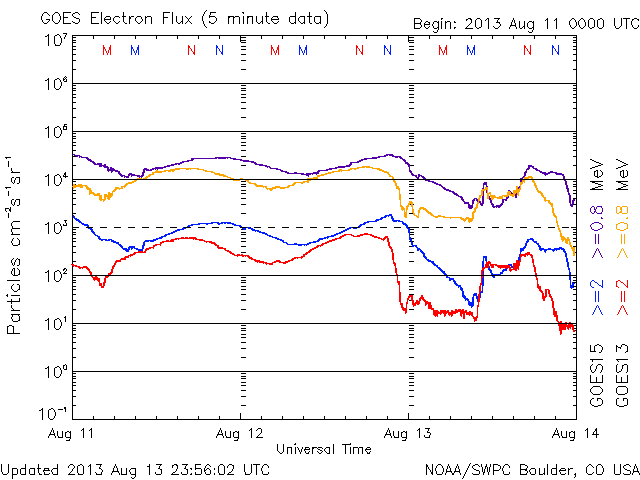 GOES Electron Flux (5 minute data)
Begin: 2013 Aug 11 0000 UTC
M M N N M M N N M M N N
10⁷
10⁶
10⁵
10⁴
10³
10²
10¹
10⁰
10⁻¹
Particles cm⁻²s⁻¹sr⁻¹
Aug 11 Aug 12 Aug 13 Aug 14
Universal Time
GOES15 >=2 >=0.8 MeV
GOES13 >=2 >=0.8 MeV
Updated 2013 Aug 13 23:56:02 UTC
NOAA/SWPC Boulder, CO USA